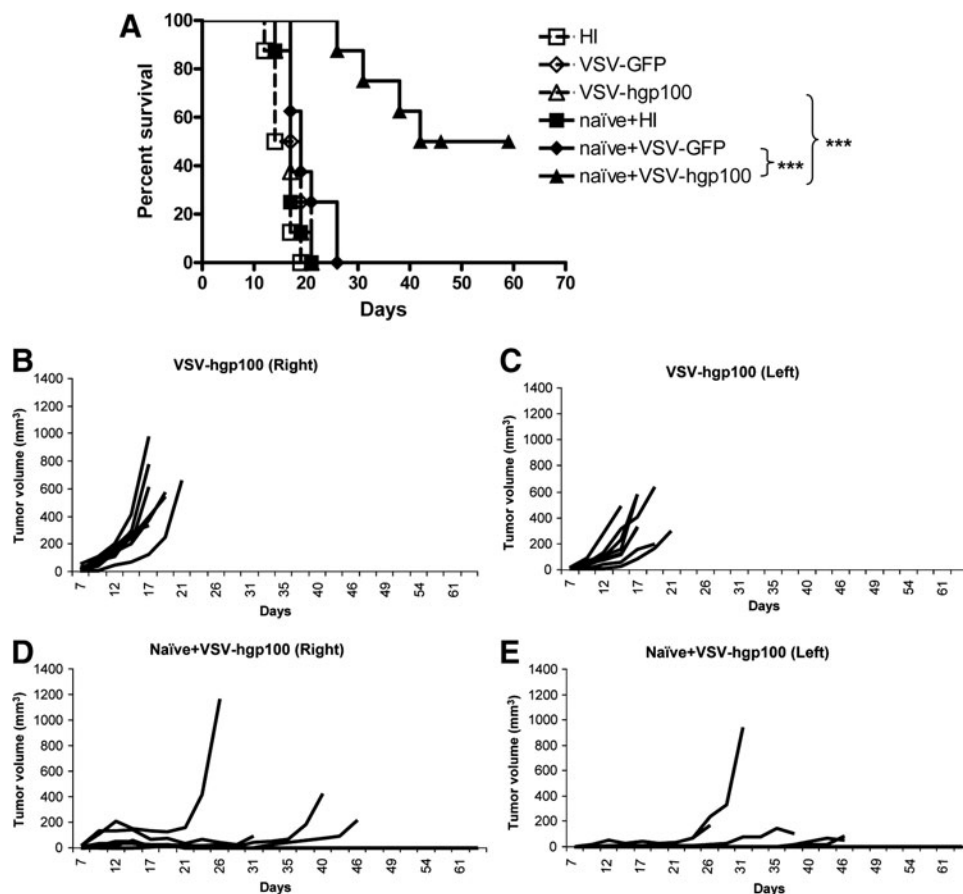 A
Percent survival
100
80
60
40
20
0
0 10 20 30 40 50 60 70
Days
HI
VSV-GFP
VSV-hgp100
naïve+HI
naïve+VSV-GFP
naïve+VSV-hgp100
***
***
B
VSV-hgp100 (Right)
Tumor volume (mm³)
1400
1200
1000
800
600
400
200
0
7 12 17 21 26 31 35 40 46 49 54 61
Days
C
VSV-hgp100 (Left)
Tumor volume (mm³)
1400
1200
1000
800
600
400
200
0
7 12 17 21 26 31 35 40 46 49 54 61
Days
D
Naïve+VSV-hgp100 (Right)
Tumor volume (mm³)
1400
1200
1000
800
600
400
200
0
7 12 17 21 26 31 35 40 46 49 54 61
Days
E
Naïve+VSV-hgp100 (Left)
Tumor volume (mm³)
1400
1200
1000
800
600
400
200
0
7 12 17 21 26 31 35 40 46 49 54 61
Days